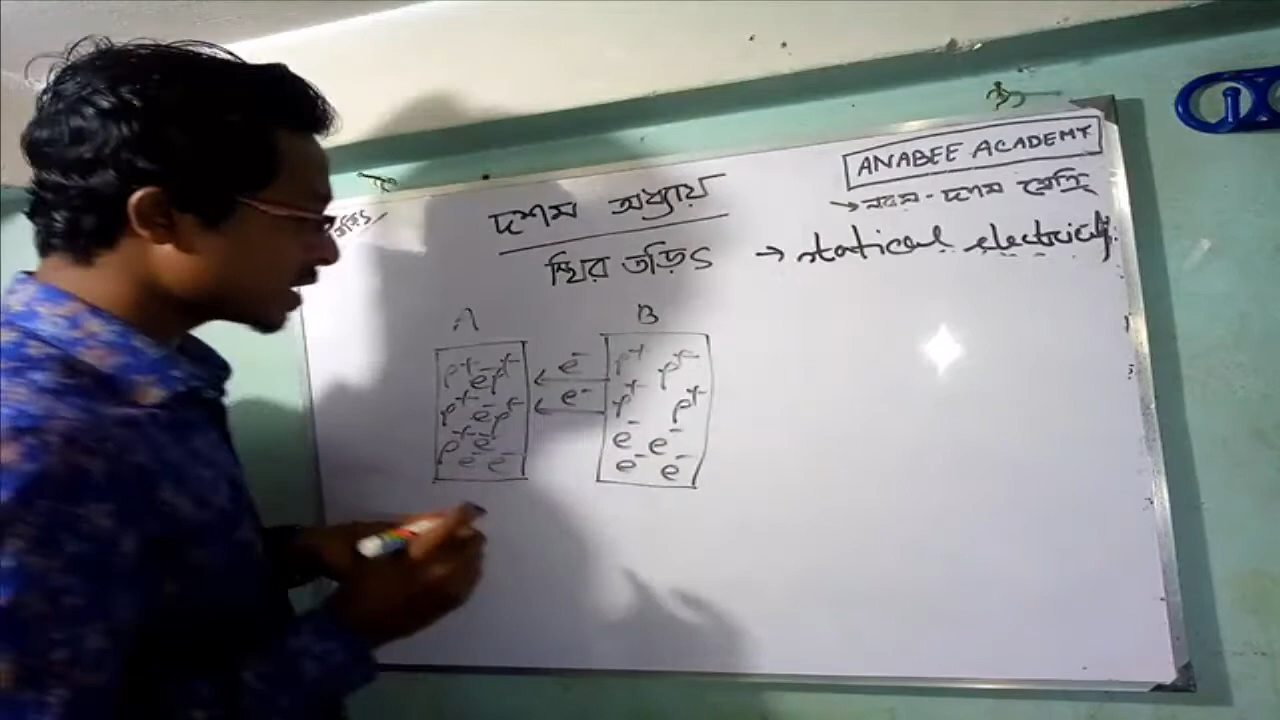 ANABEE ACADEMY
→ নবম - দশম শ্রেণি
দশম অধ্যায়
স্থির তড়িৎ → statical electricity
A B
p+ e- p+ e- p+ p+
p+ e- p+ e- p+ p+
p+ e- e- e-
e- e- e- e-